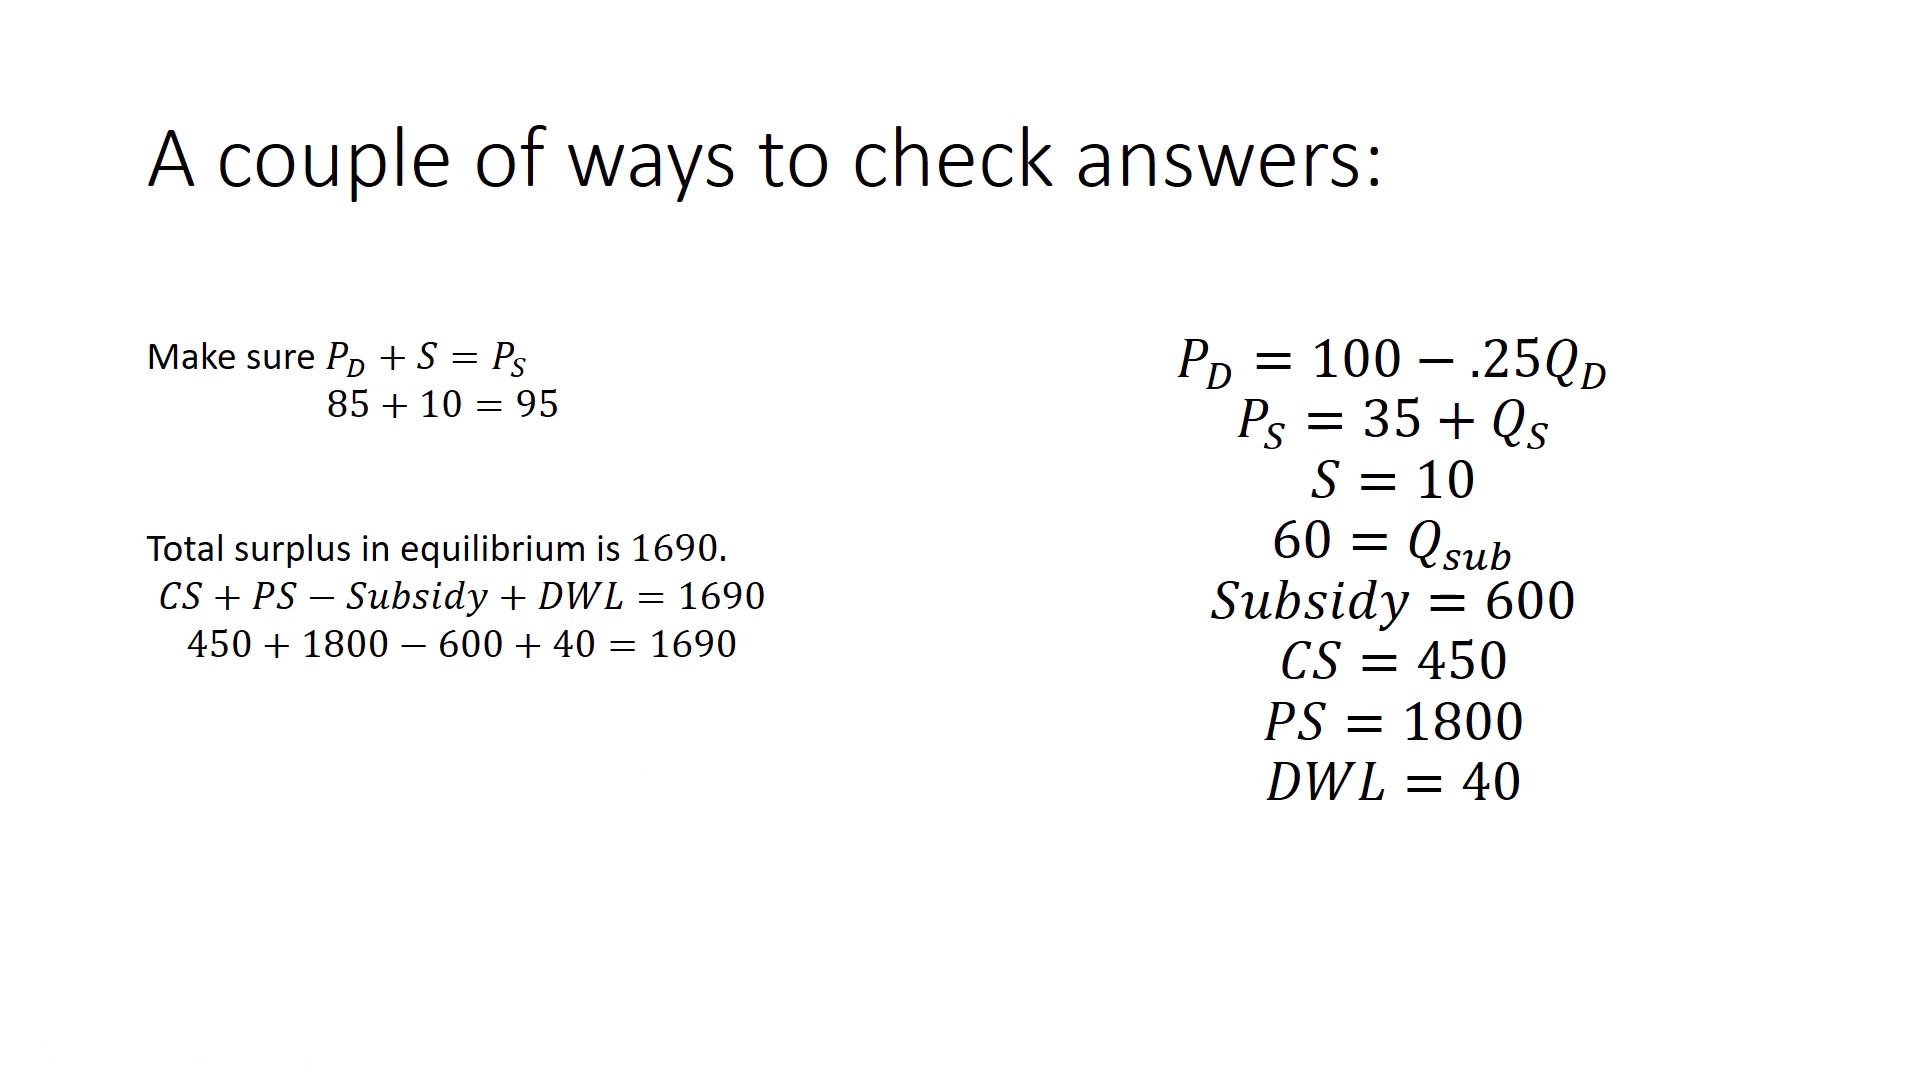 A couple of ways to check answers:
Make sure P_D + S = P_S
85 + 10 = 95
Total surplus in equilibrium is 1690.
CS + PS − Subsidy + DWL = 1690
450 + 1800 − 600 + 40 = 1690
P_D = 100 − .25Q_D
P_S = 35 + Q_S
S = 10
60 = Q_sub
Subsidy = 600
CS = 450
PS = 1800
DWL = 40